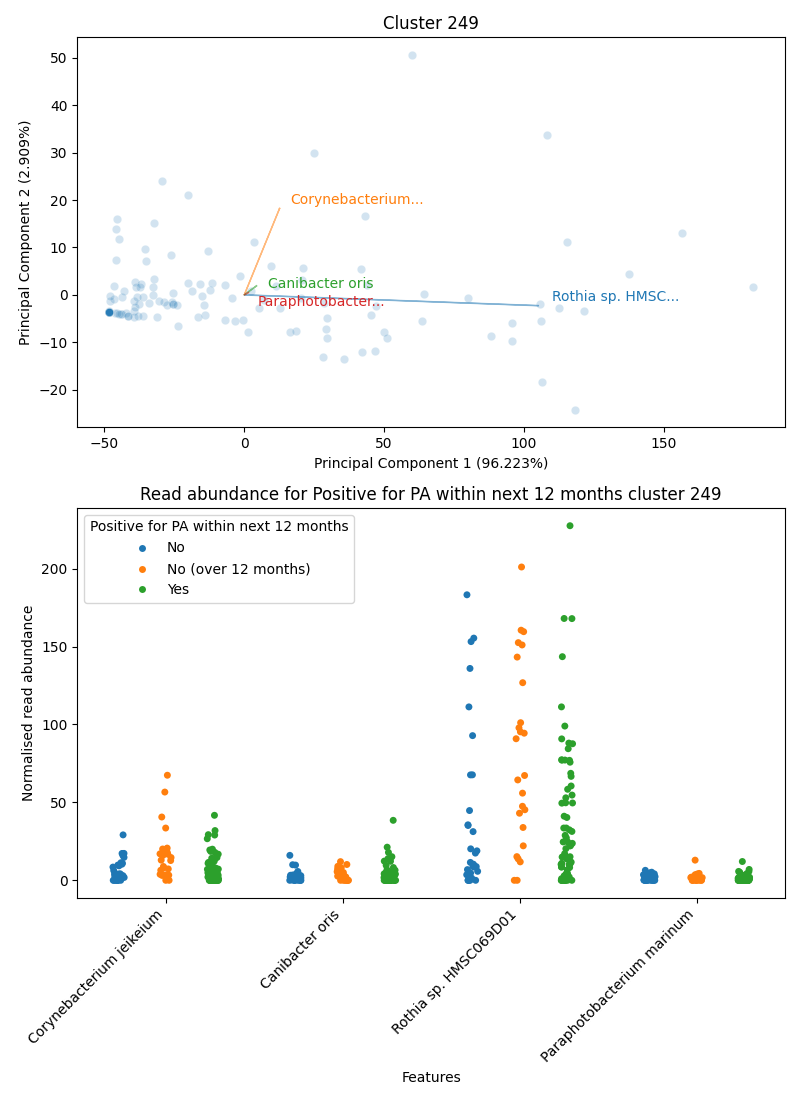 Cluster 249
Principal Component 2 (2.909%)
50
40
30
20
10
0
−10
−20
Corynebacterium...
Canibacter oris
Paraphotobacter...
Rothia sp. HMSC...
−50
0
50
100
150
Principal Component 1 (96.223%)
Read abundance for Positive for PA within next 12 months cluster 249
Normalised read abundance
200
150
100
50
0
Positive for PA within next 12 months
No
No (over 12 months)
Yes
Corynebacterium jeikeium
Canibacter oris
Rothia sp. HMSC069D01
Paraphotobacterium marinum
Features